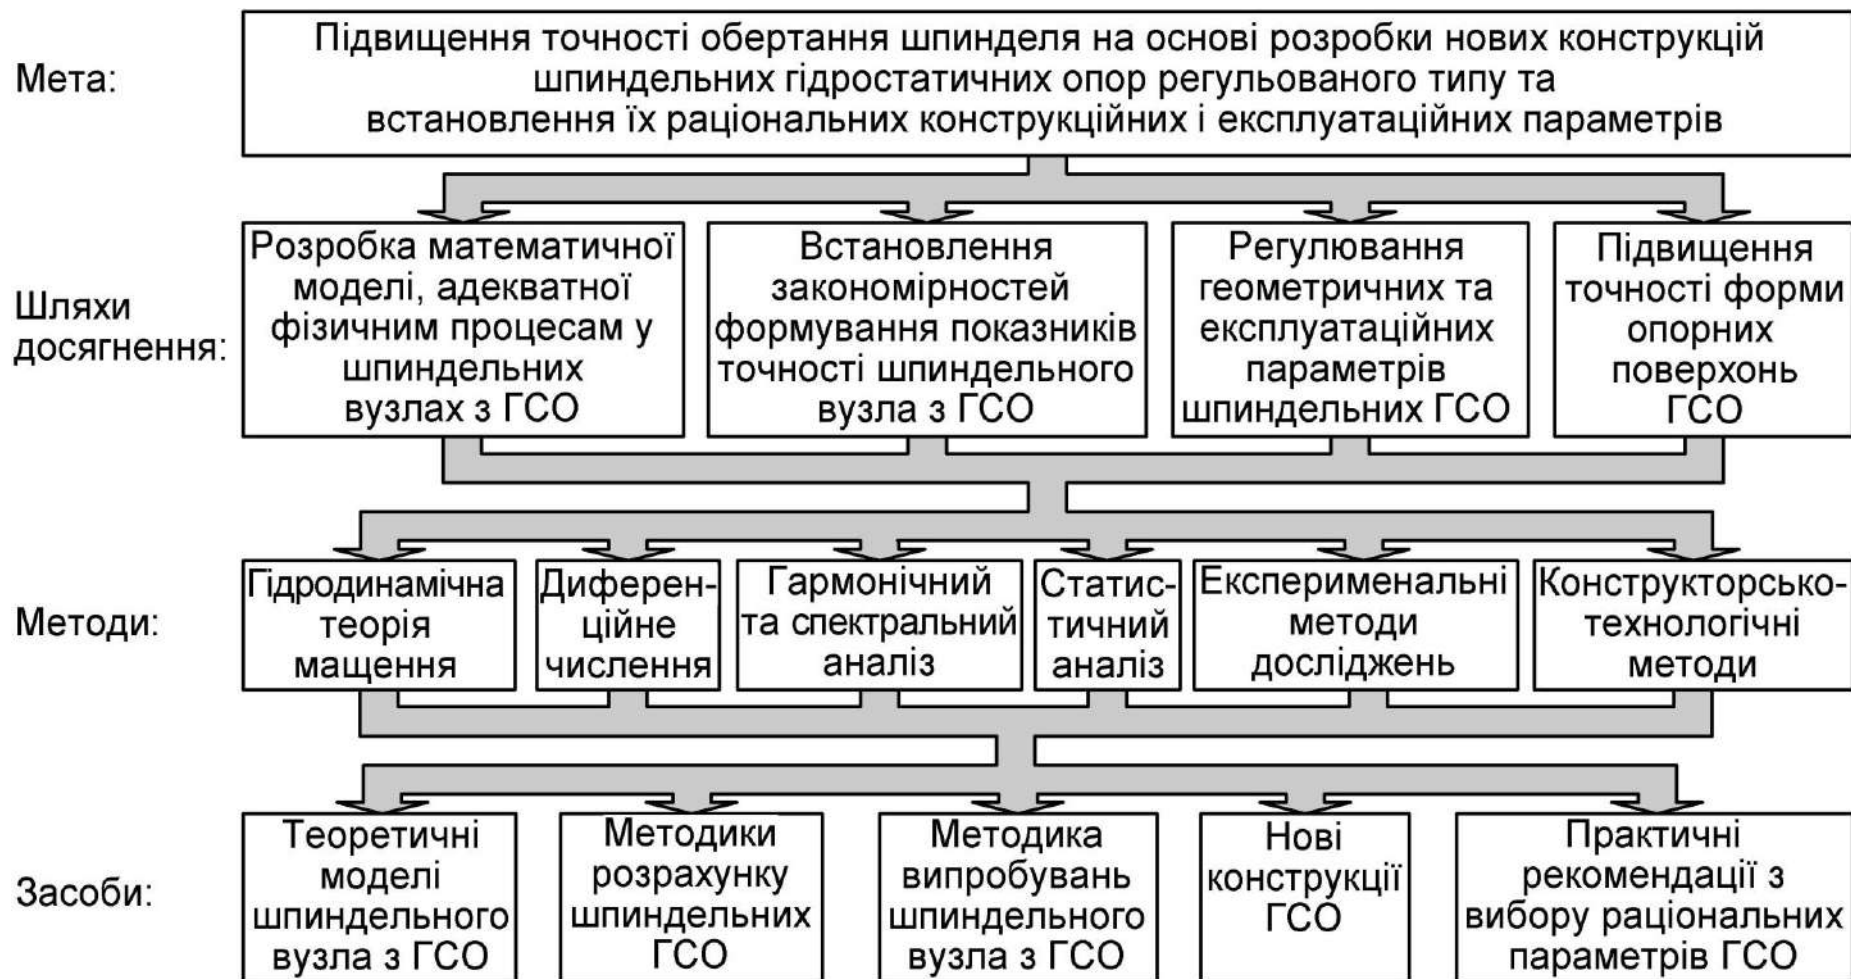 Мета:
Підвищення точності обертання шпинделя на основі розробки нових конструкцій
шпиндельних гідростатичних опор регульованого типу та
встановлення їх раціональних конструкційних і експлуатаційних параметрів
Шляхи
досягнення:
Розробка математичної
моделі, адекватної
фізичним процесам у
шпиндельних
вузлах з ГСО
Встановлення
закономірностей
формування показників
точності шпиндельного
вузла з ГСО
Регулювання
геометричних та
експлуатаційних
параметрів
шпиндельних ГСО
Підвищення
точності форми
опорних
поверхонь
ГСО
Методи:
Гідродинамічна
теорія
мащення
Диферен-
ційне
числення
Гармонічний
та спектральний
аналіз
Статис-
тичний
аналіз
Експерименальні
методи
досліджень
Конструкторсько-
технологічні
методи
Засоби:
Теоретичні
моделі
шпиндельного
вузла з ГСО
Методики
розрахунку
шпиндельних
ГСО
Методика
випробувань
шпиндельного
вузла з ГСО
Нові
конструкції
ГСО
Практичні
рекомендації з
вибору раціональних
параметрів ГСО